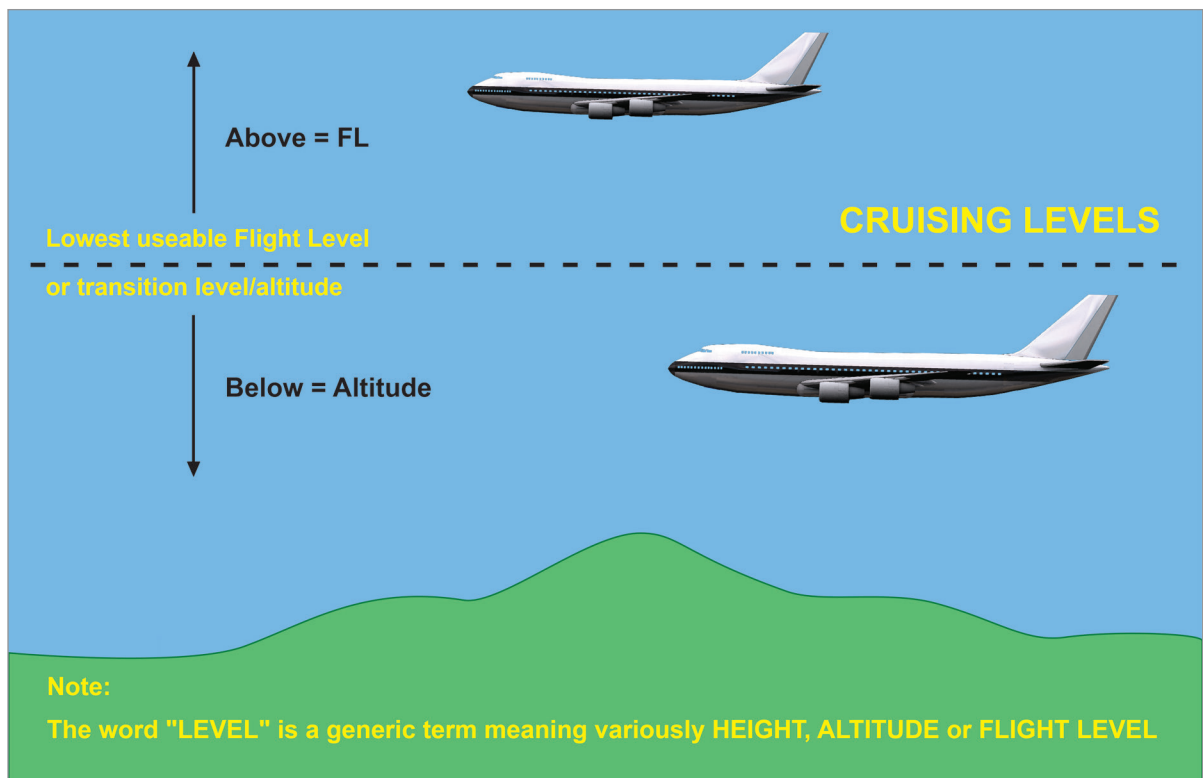 Above = FL
CRUISING LEVELS
Lowest useable Flight Level
or transition level/altitude
Below = Altitude
Note:
The word "LEVEL" is a generic term meaning variously HEIGHT, ALTITUDE or FLIGHT LEVEL